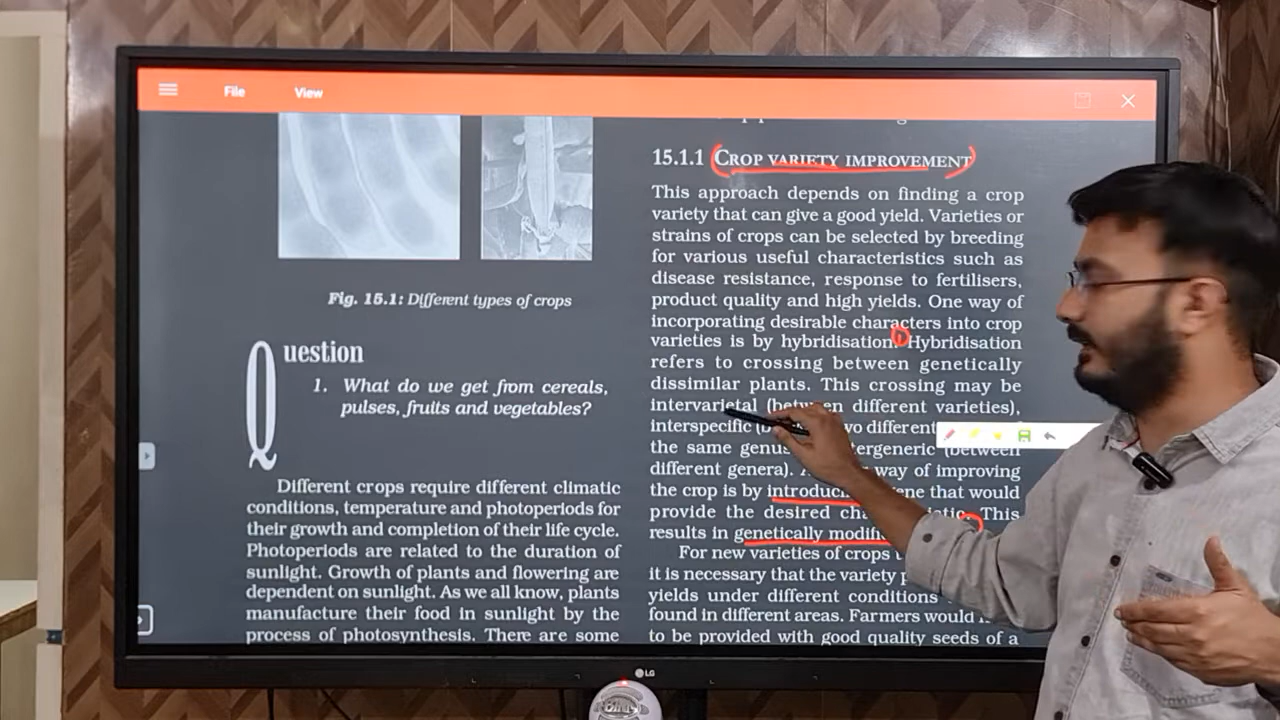 File
View
15.1.1 CROP VARIETY IMPROVEMENT
This approach depends on finding a crop
variety that can give a good yield. Varieties or
strains of crops can be selected by breeding
for various useful characteristics such as
disease resistance, response to fertilisers,
product quality and high yields. One way of
incorporating desirable characters into crop
varieties is by hybridisation. Hybridisation
refers to crossing between genetically
dissimilar plants. This crossing may be
intervarietal (between different varieties),
interspecific two different
the same genus (between
different genera). way of improving
the crop is by gene that would
provide the desired This
results in genetically
For new varieties of crops
it is necessary that the variety
yields under different conditions
found in different areas. Farmers would
to be provided with good quality seeds of a
Fig. 15.1: Different types of crops
Question
1. What do we get from cereals,
pulses, fruits and vegetables?
Different crops require different climatic
conditions, temperature and photoperiods for
their growth and completion of their life cycle.
Photoperiods are related to the duration of
sunlight. Growth of plants and flowering are
dependent on sunlight. As we all know, plants
manufacture their food in sunlight by the
process of photosynthesis. There are some
LG